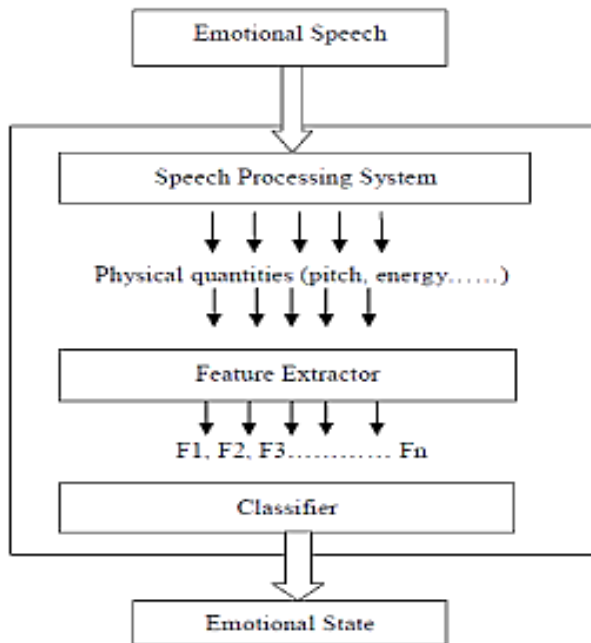 Emotional Speech
Speech Processing System
Physical quantities (pitch, energy……)
Feature Extractor
F1, F2, F3………… Fn
Classifier
Emotional State